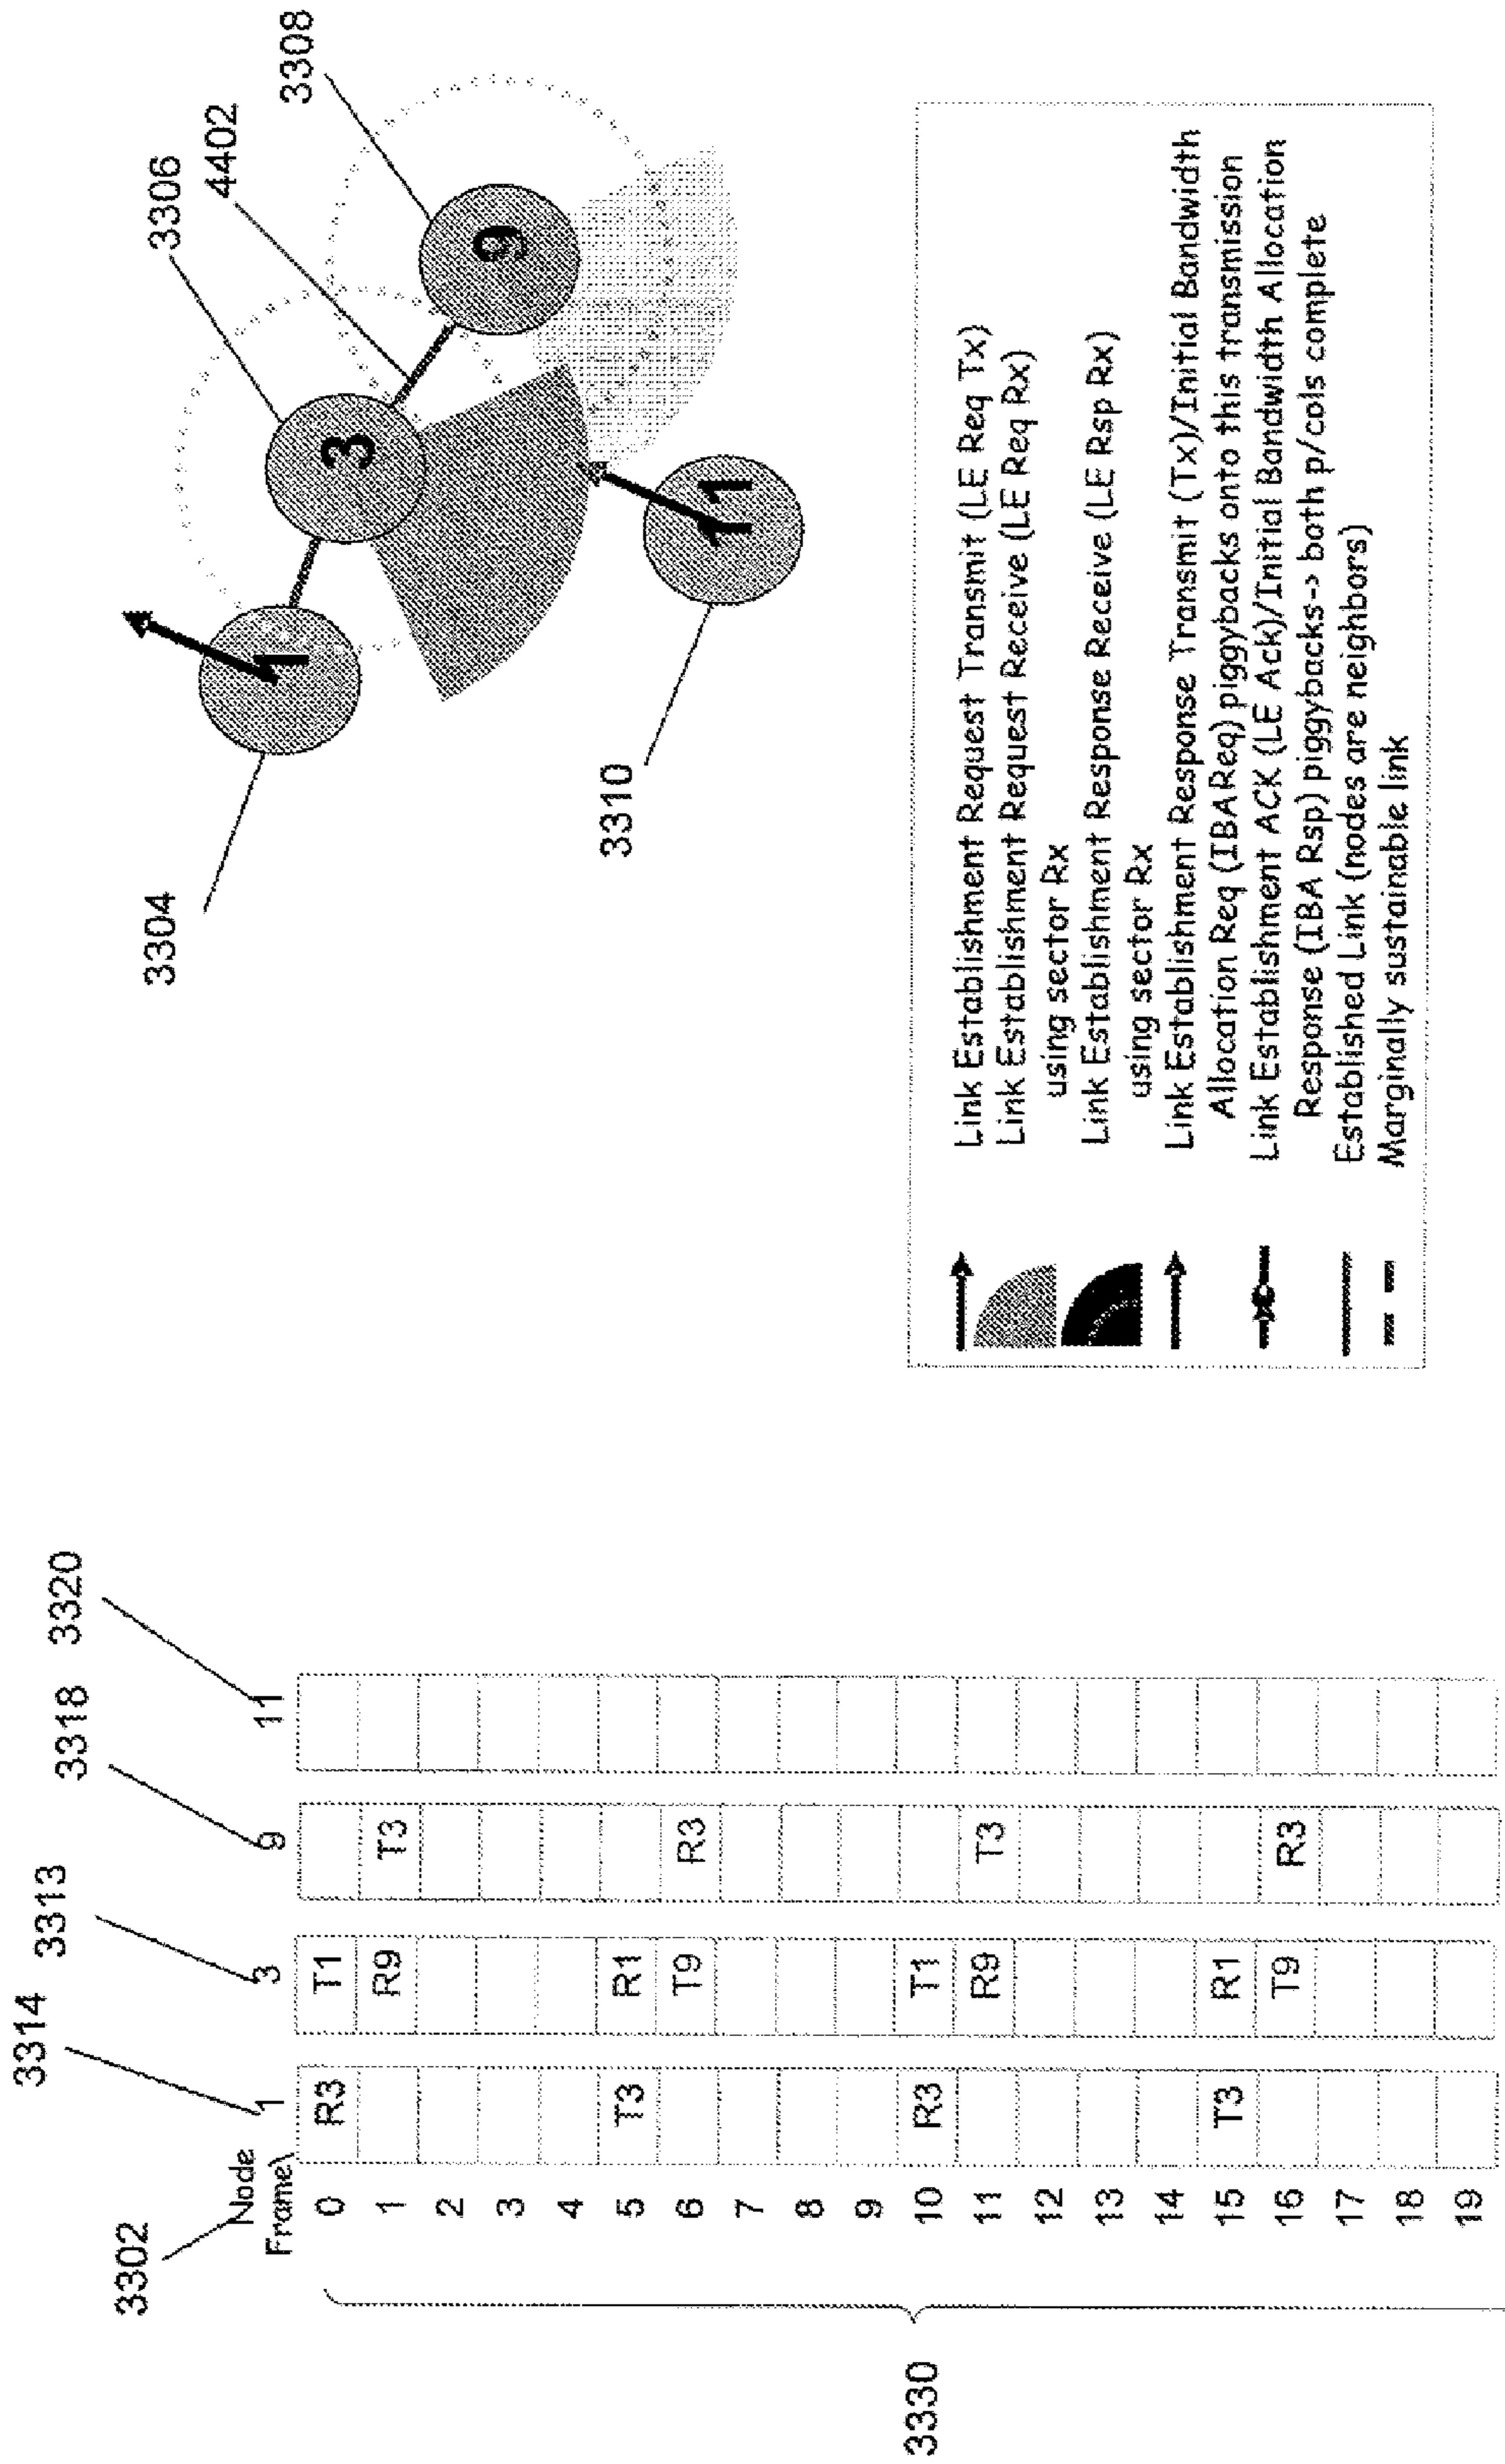 3302
Node
Frame
3314
3313
3318
3320
1
3
9
11
0
R3
T1
1
R9
T3
2
3
4
5
T3
R1
6
T9
R3
7
8
9
10
R3
T1
11
R9
T3
12
13
14
15
T3
R1
16
T9
R3
17
18
19
3330
3304
3306
4402
3308
3310
1
3
9
11
Link Establishment Request Transmit (LE Req Tx)
Link Establishment Request Receive (LE Req Rx)
using sector Rx
Link Establishment Response Receive (LE Rsp Rx)
using sector Rx
Link Establishment Response Transmit (Tx)/Initial Bandwidth
Allocation Req (IBA Req) piggybacks onto this transmission
Link Establishment ACK (LE Ack)/Initial Bandwidth Allocation
Response (IBA Rsp) piggybacks-> both p/cols complete
Established Link (nodes are neighbors)
Marginally sustainable link